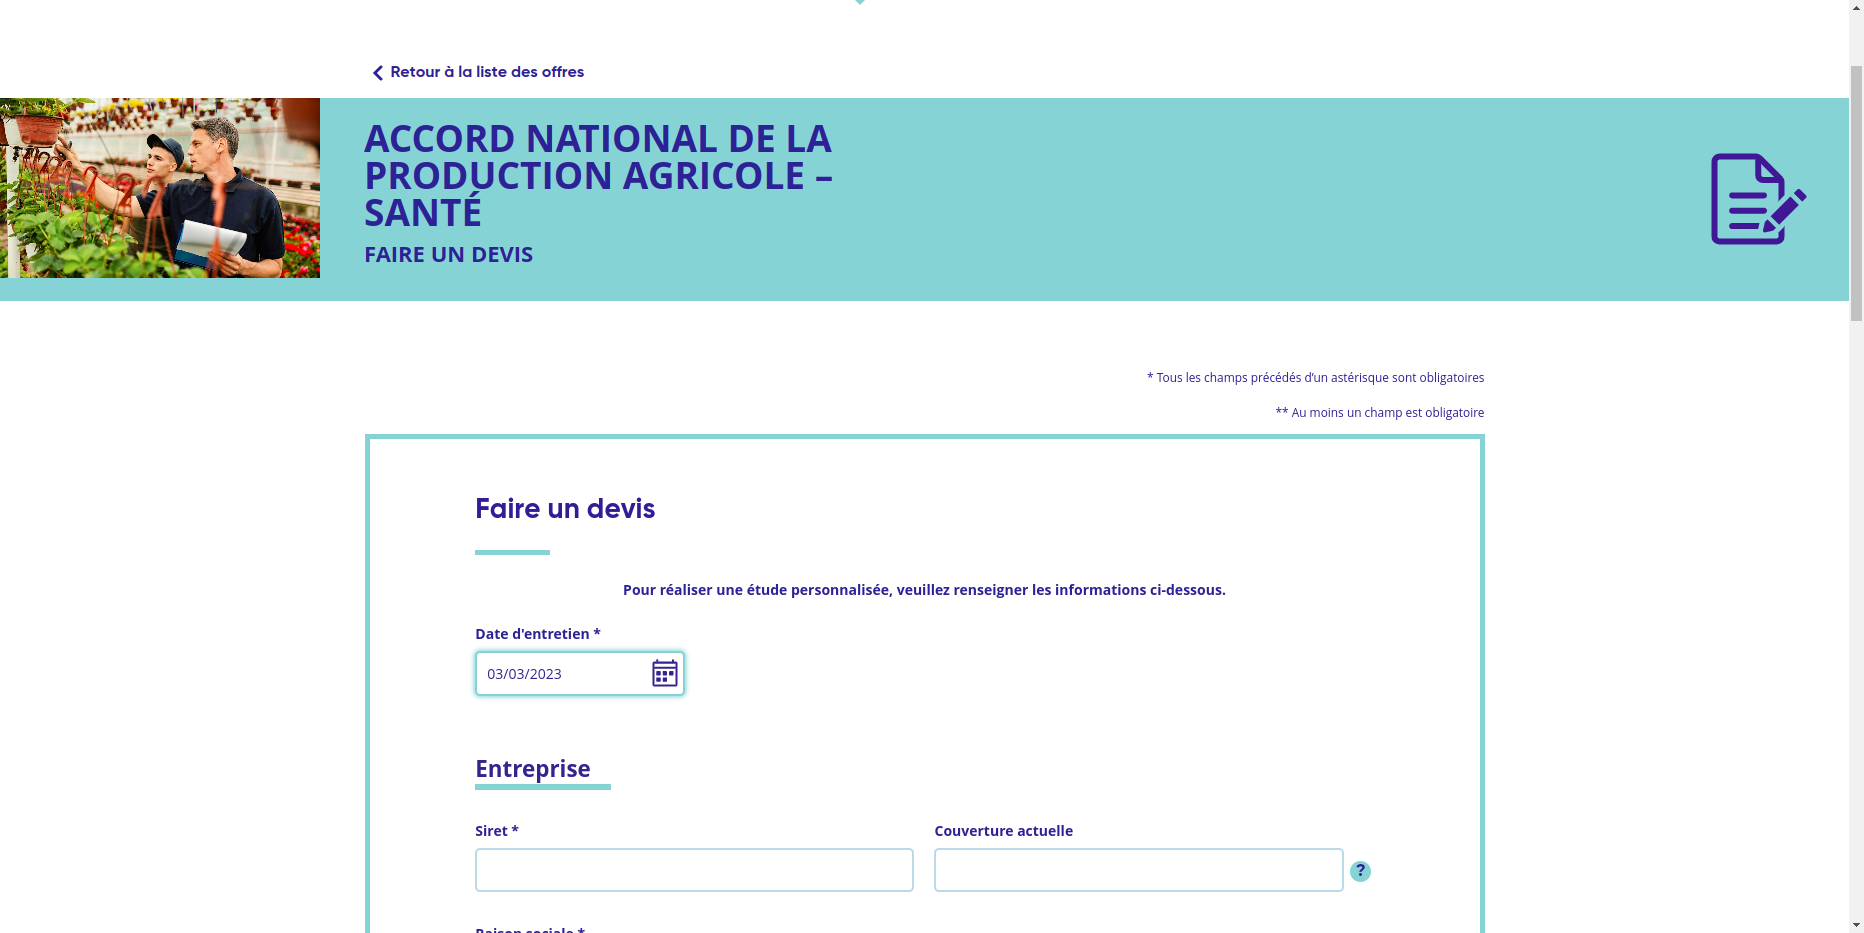 Retour à la liste des offres
ACCORD NATIONAL DE LA
PRODUCTION AGRICOLE –
SANTÉ
FAIRE UN DEVIS
* Tous les champs précédés d'un astérisque sont obligatoires
** Au moins un champ est obligatoire
Faire un devis
Pour réaliser une étude personnalisée, veuillez renseigner les informations ci-dessous.
Date d'entretien *
03/03/2023
Entreprise
Siret *
Couverture actuelle
?
Raison sociale *